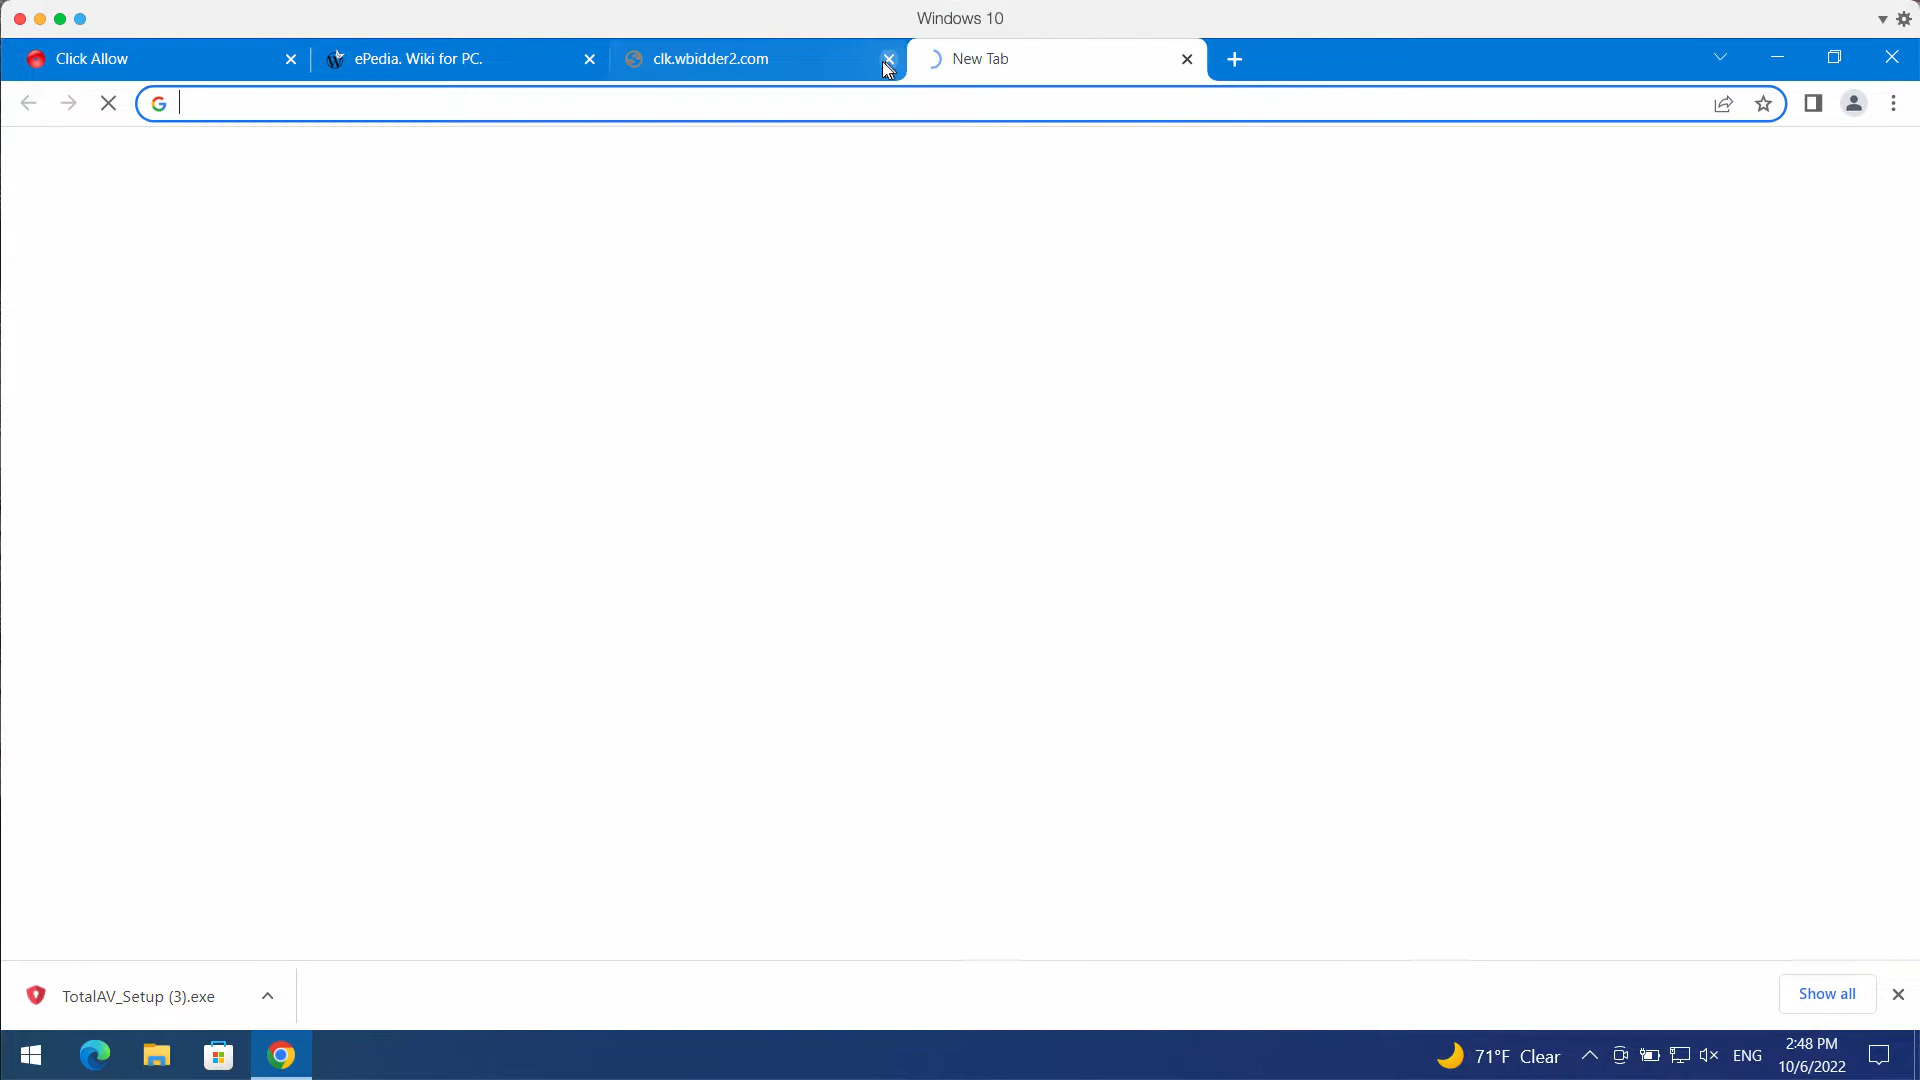 Windows 10
Click Allow
ePedia. Wiki for PC.
clk.wbidder2.com
New Tab
TotalAV_Setup (3).exe
Show all
71°F Clear
ENG
2:48 PM
10/6/2022